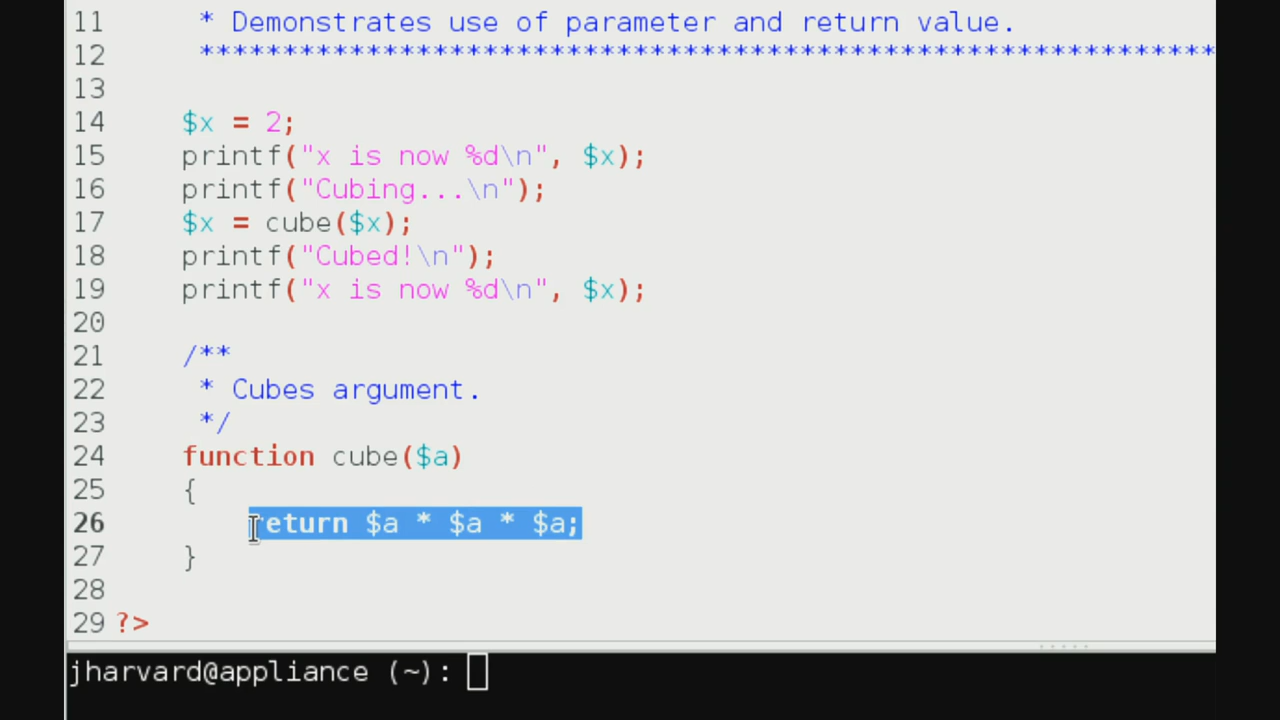 11 * Demonstrates use of parameter and return value.
12 *************************************************************
13
14 $x = 2;
15 printf("x is now %d\n", $x);
16 printf("Cubing...\n");
17 $x = cube($x);
18 printf("Cubed!\n");
19 printf("x is now %d\n", $x);
20
21 /**
22 * Cubes argument.
23 */
24 function cube($a)
25 {
26 return $a * $a * $a;
27 }
28
29 ?>
jharvard@appliance (~):